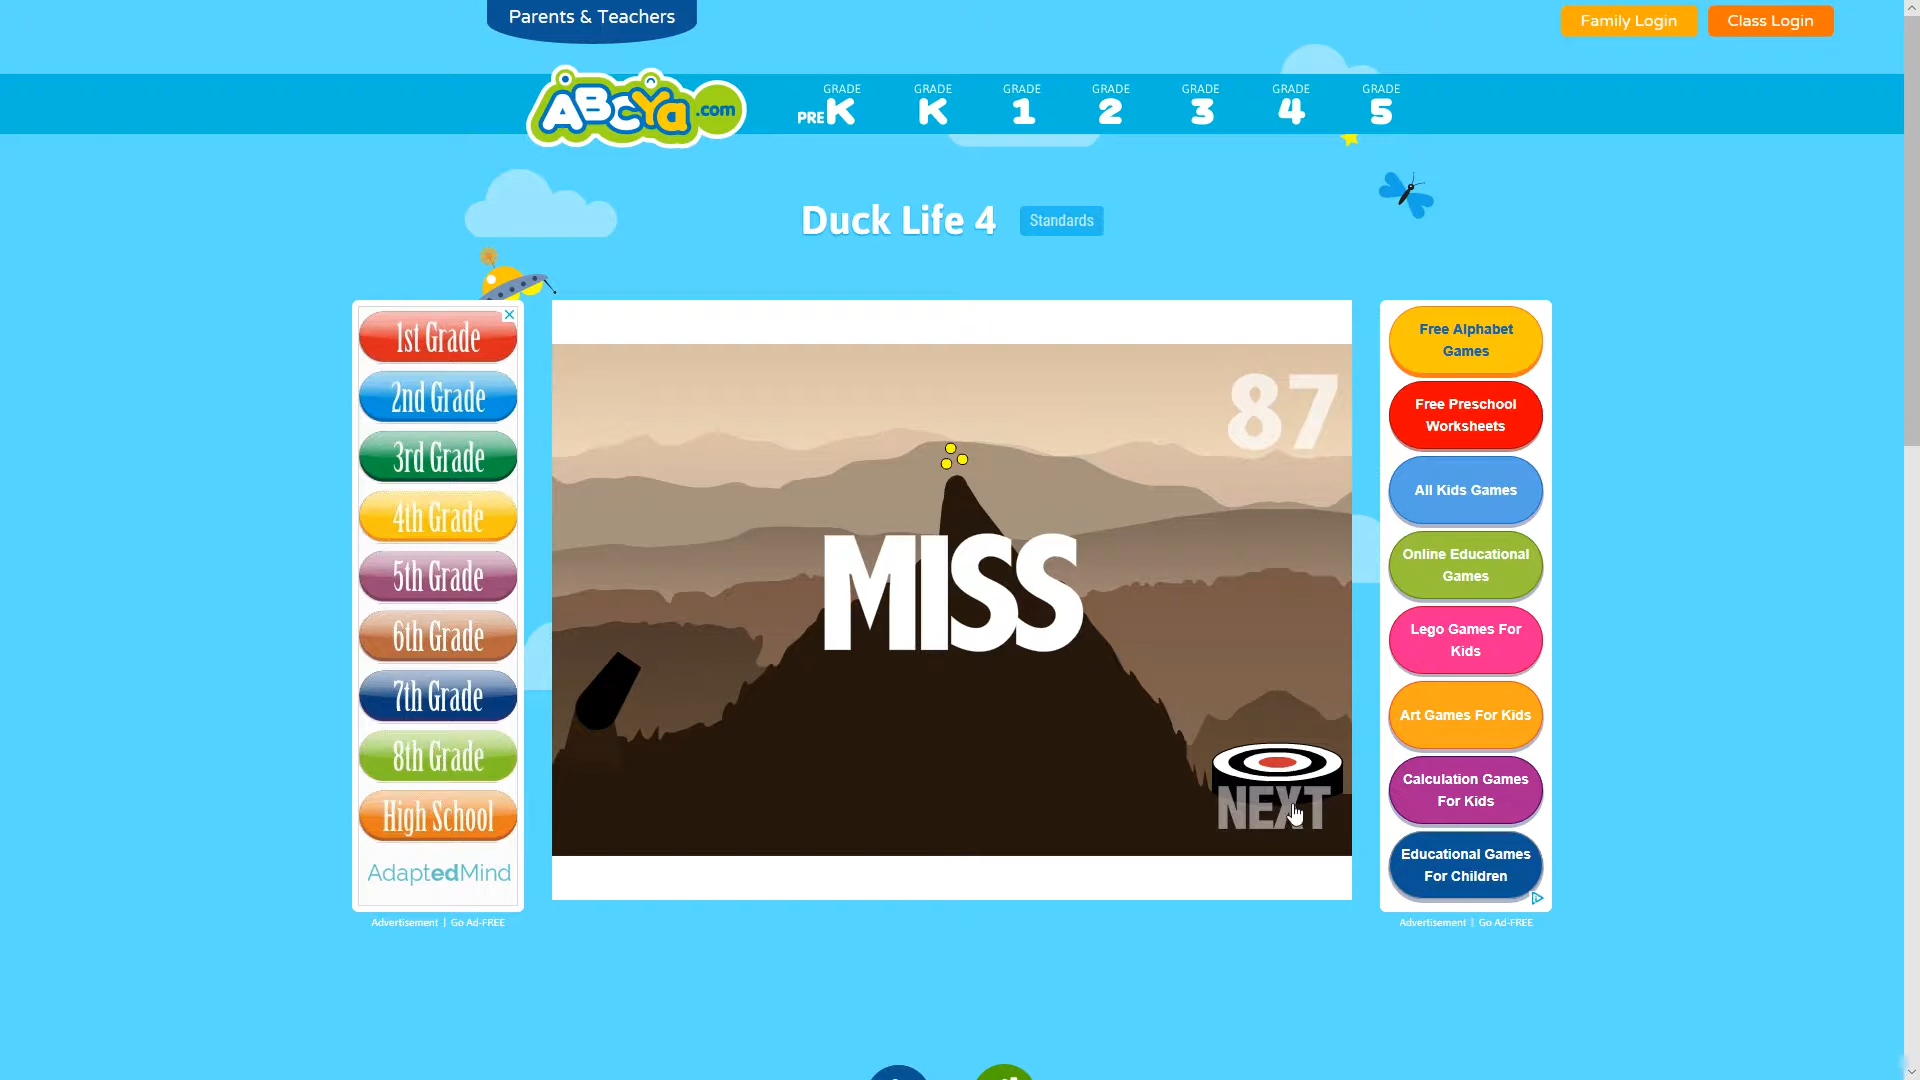 Parents & Teachers
Family Login
Class Login
ABCYa.com
GRADE
PRE K
GRADE
K
GRADE
1
GRADE
2
GRADE
3
GRADE
4
GRADE
5
Duck Life 4
Standards
1st Grade
2nd Grade
3rd Grade
4th Grade
5th Grade
6th Grade
7th Grade
8th Grade
High School
AdaptedMind
Advertisement | Go Ad-FREE
87
MISS
NEXT
Free Alphabet
Games
Free Preschool
Worksheets
All Kids Games
Online Educational
Games
Lego Games For
Kids
Art Games For Kids
Calculation Games
For Kids
Educational Games
For Children
Advertisement | Go Ad-FREE